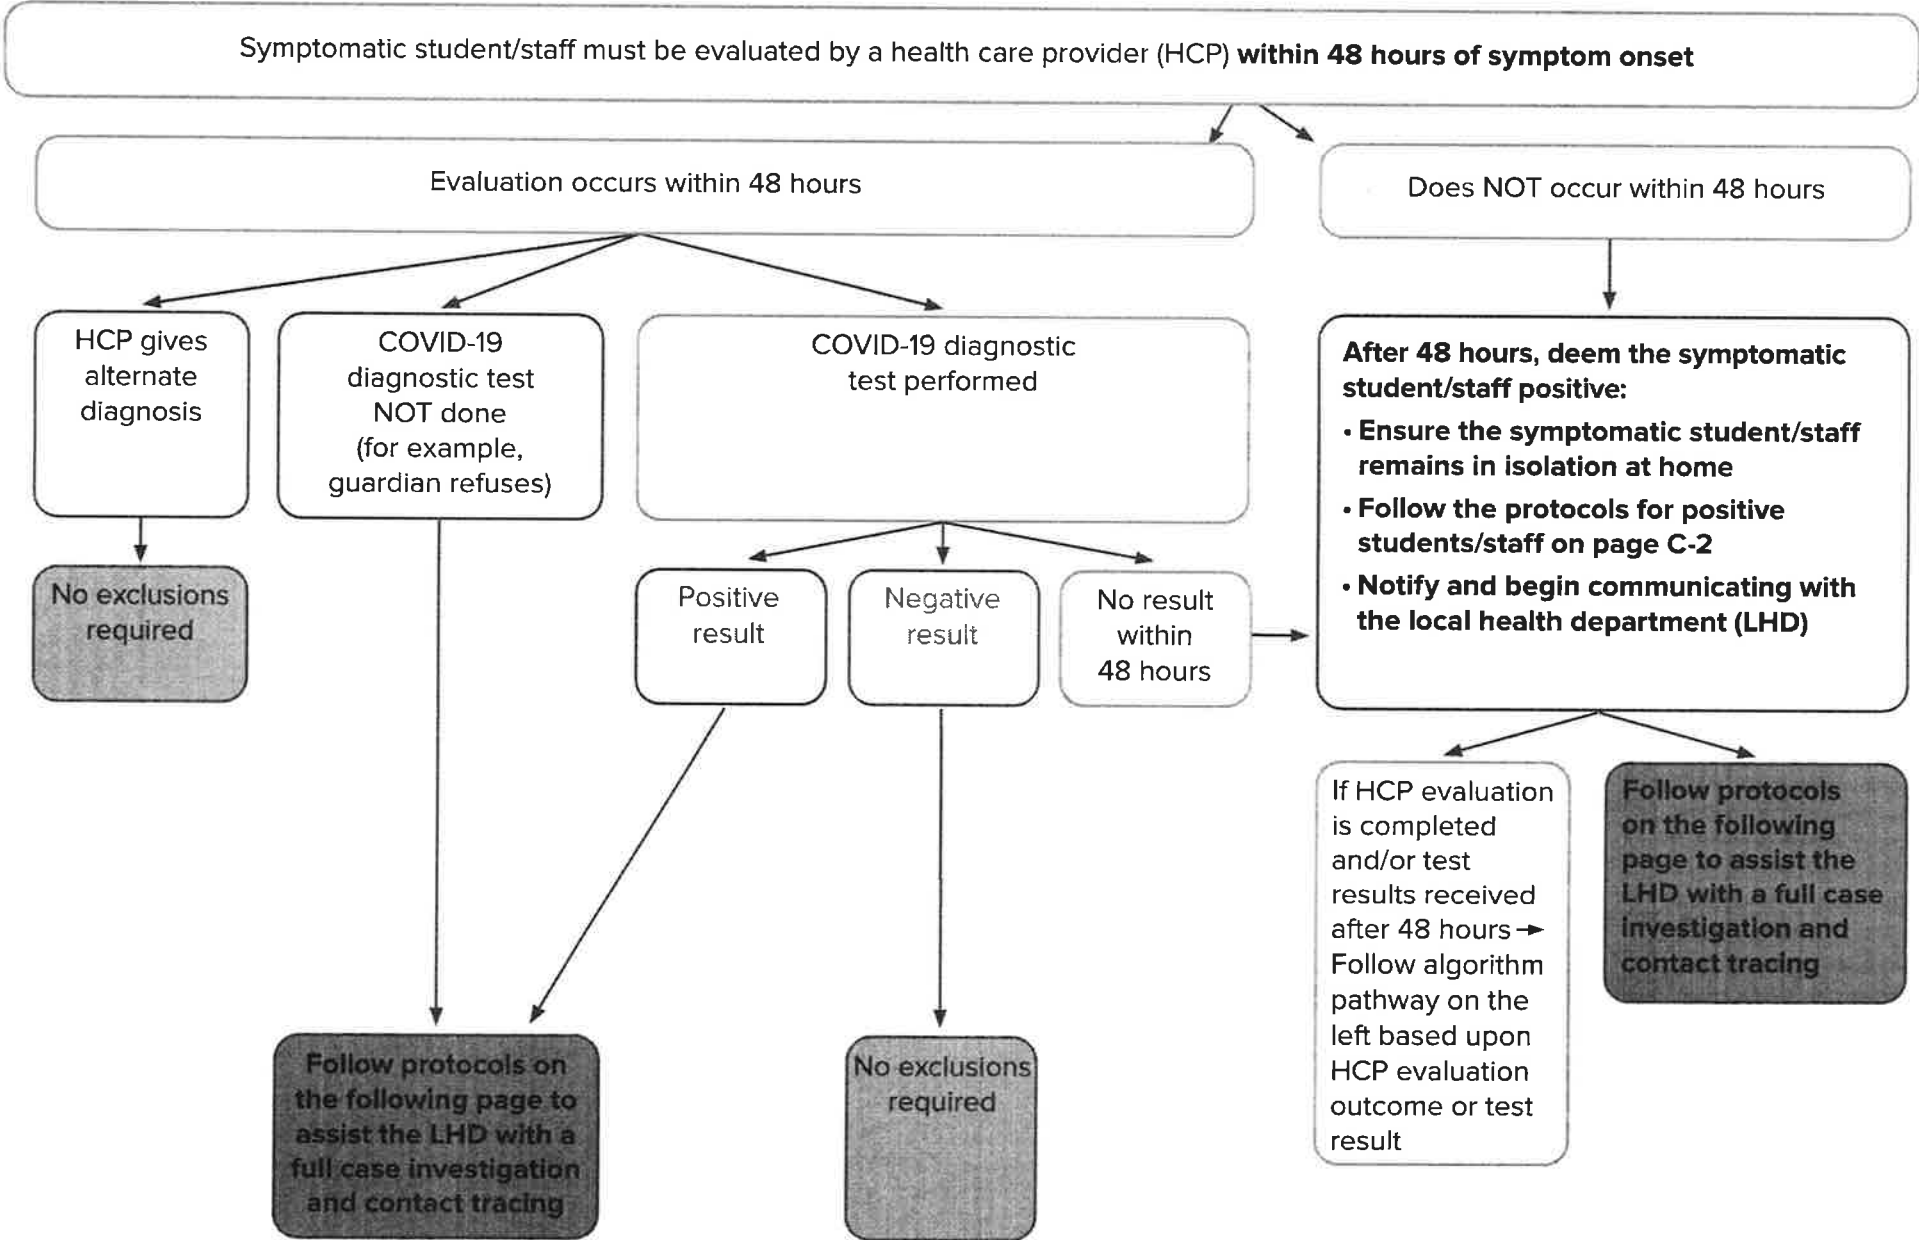 Symptomatic student/staff must be evaluated by a health care provider (HCP) within 48 hours of symptom onset
Evaluation occurs within 48 hours
Does NOT occur within 48 hours
HCP gives
alternate
diagnosis
COVID-19
diagnostic test
NOT done
(for example,
guardian refuses)
COVID-19 diagnostic
test performed
After 48 hours, deem the symptomatic
student/staff positive:
• Ensure the symptomatic student/staff
remains in isolation at home
• Follow the protocols for positive
students/staff on page C-2
• Notify and begin communicating with
the local health department (LHD)
No exclusions
required
Positive
result
Negative
result
No result
within
48 hours
If HCP evaluation
is completed
and/or test
results received
after 48 hours →
Follow algorithm
pathway on the
left based upon
HCP evaluation
outcome or test
result
Follow protocols
on the following
page to assist the
LHD with a full case
investigation and
contact tracing
Follow protocols on
the following page to
assist the LHD with a
full case investigation
and contact tracing
No exclusions
required